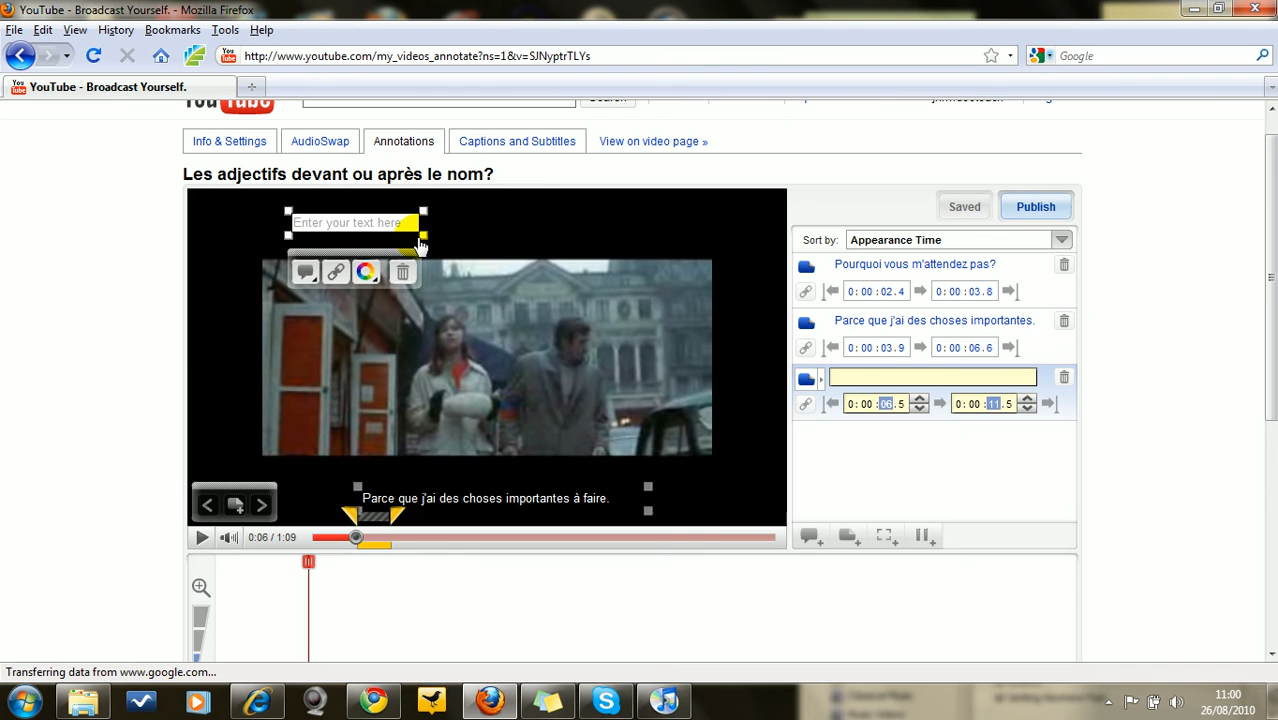 YouTube - Broadcast Yourself. - Mozilla Firefox
File Edit View History Bookmarks Tools Help
http://www.youtube.com/my_videos_annotate?ns=1&v=SJNyptrTLYs
Google
YouTube - Broadcast Yourself.
You Tube
Search
Info & Settings
AudioSwap
Annotations
Captions and Subtitles
View on video page »
Les adjectifs devant ou après le nom?
Enter your text here
Saved
Publish
Sort by:
Appearance Time
Pourquoi vous m'attendez pas?
0: 00 :02.4
0: 00 :03.8
Parce que j'ai des choses importantes.
0: 00 :03.9
0: 00 :06.6
0: 00 :06.5
0: 00 :11.5
Parce que j'ai des choses importantes à faire.
0:06 / 1:09
Transferring data from www.google.com...
11:00
26/08/2010